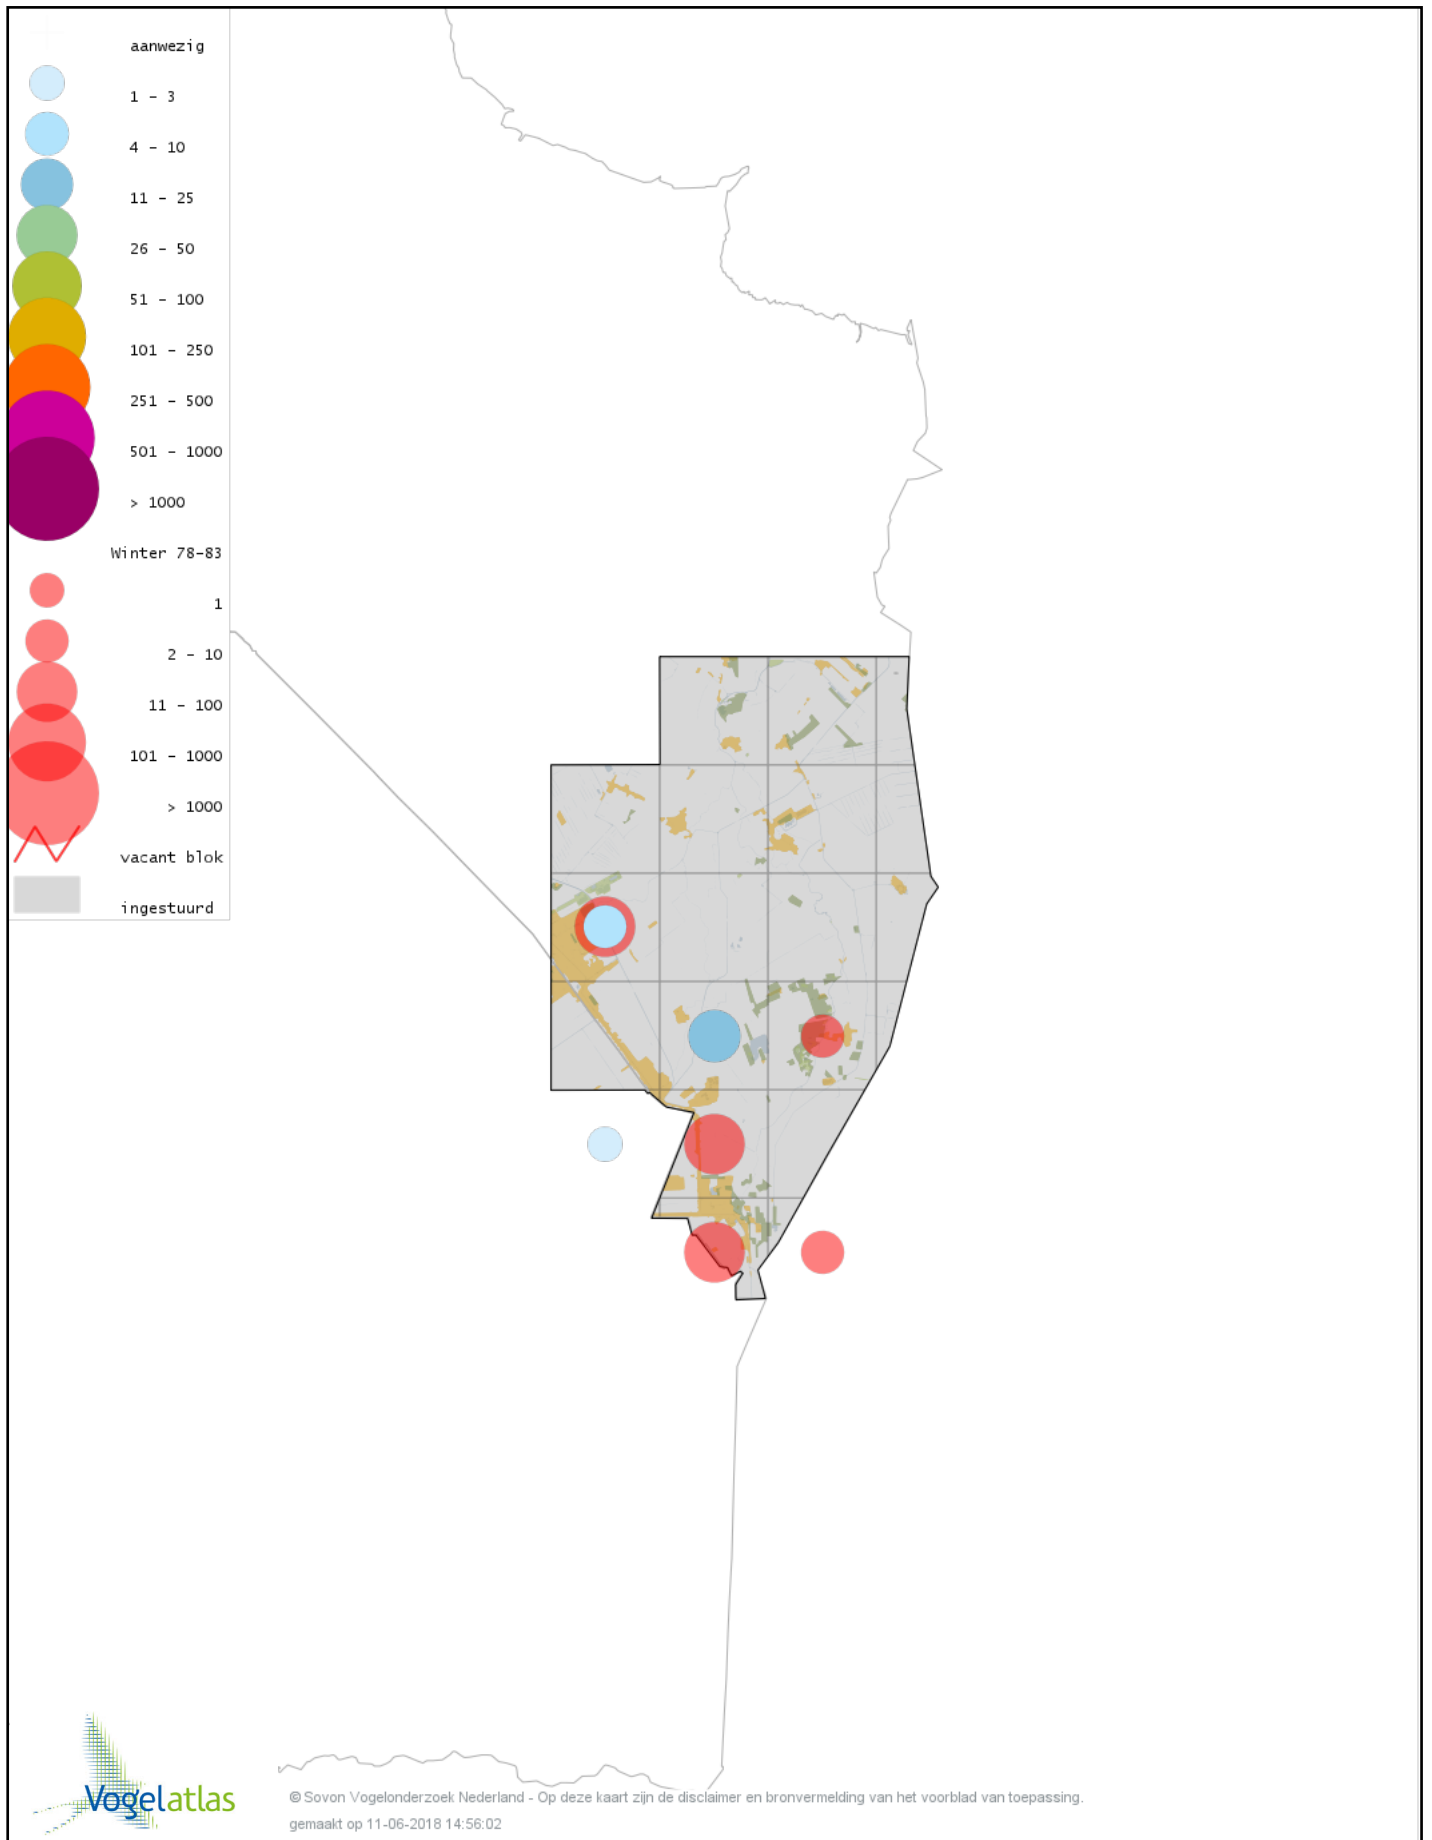 aanwezig
1 – 3
4 – 10
11 – 25
26 – 50
51 – 100
101 – 250
251 – 500
501 – 1000
> 1000
Winter 78–83
1
2 – 10
11 – 100
101 – 1000
> 1000
vacant blok
ingestuurd
Vogelatlas
© Sovon Vogelonderzoek Nederland - Op deze kaart zijn de disclaimer en bronvermelding van het voorblad van toepassing.
gemaakt op 11-06-2018 14:56:02